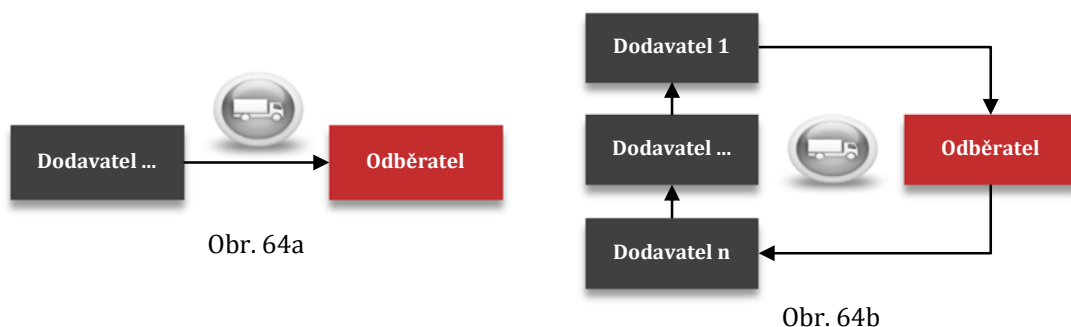 Dodavatel ...
Odběratel
Obr. 64a
Dodavatel 1
Dodavatel ...
Odběratel
Dodavatel n
Obr. 64b